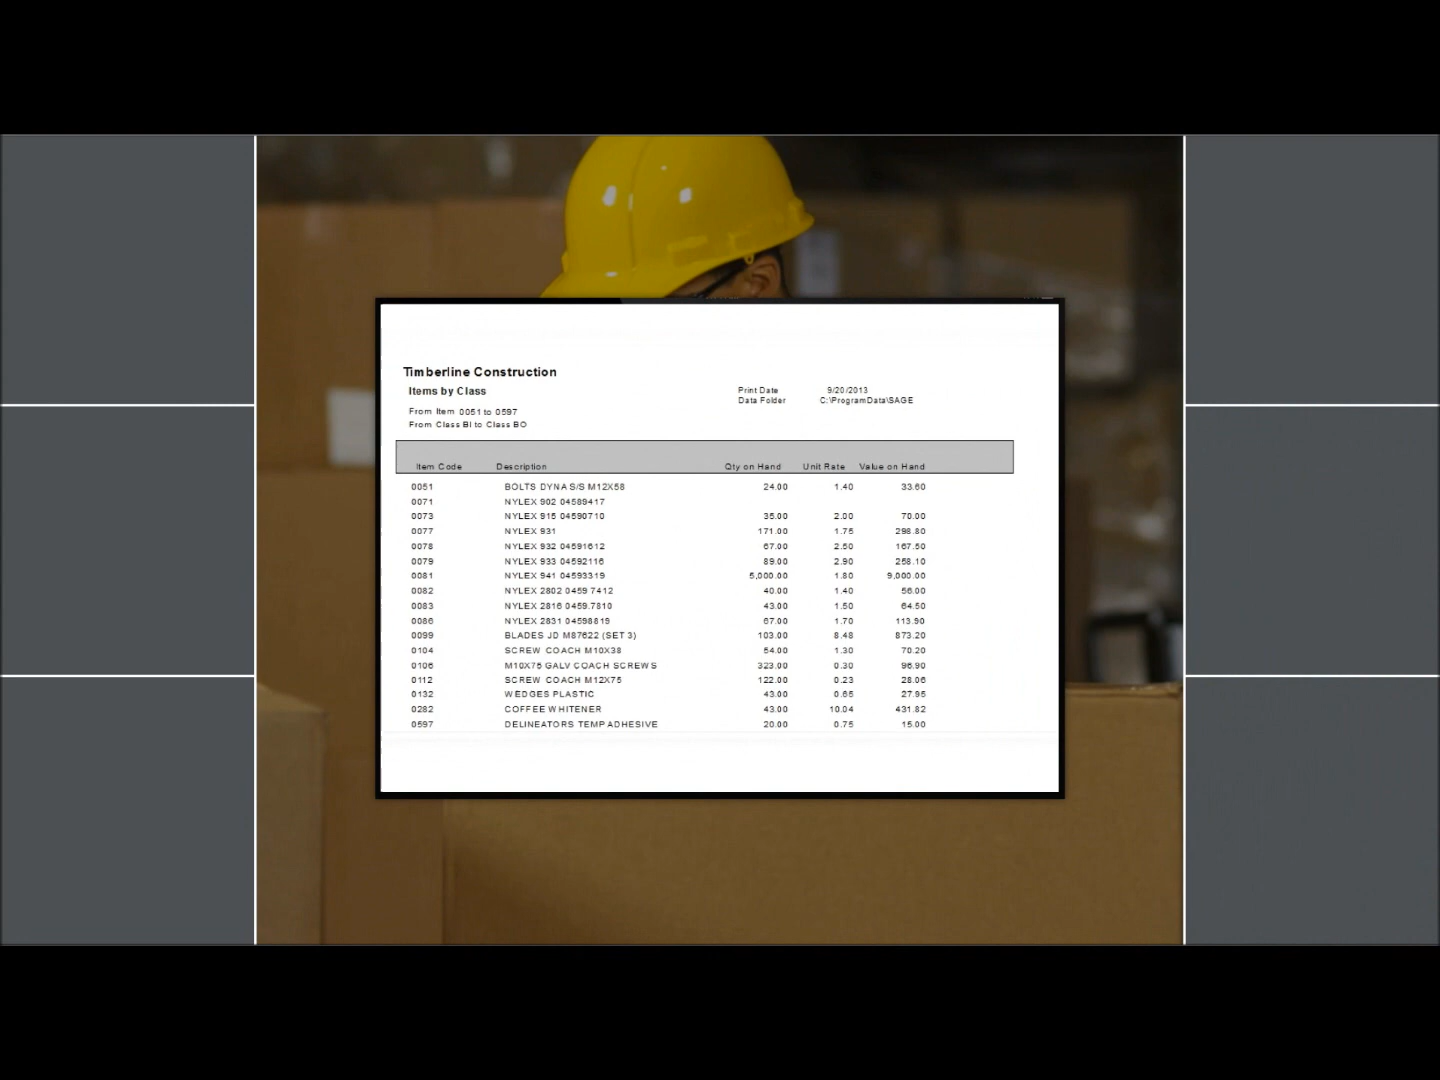 Timberline Construction
Items by Class
Print Date 9/20/2013
Data Folder C:\ProgramData\SAGE
From Item 0051 to 0597
From Class BI to Class BO
Item Code Description Qty on Hand Unit Rate Value on Hand
0051 BOLTS DYNA S/S M12X58 24.00 1.40 33.60
0071 NYLEX 902 04589417
0073 NYLEX 915 04590710 35.00 2.00 70.00
0077 NYLEX 931 171.00 1.75 298.80
0078 NYLEX 932 04591612 67.00 2.50 167.50
0079 NYLEX 933 04592116 89.00 2.90 258.10
0081 NYLEX 941 04593319 5,000.00 1.80 9,000.00
0082 NYLEX 2802 0459 7412 40.00 1.40 56.00
0083 NYLEX 2816 0459.7810 43.00 1.50 64.50
0086 NYLEX 2831 04598819 67.00 1.70 113.90
0099 BLADES JD M87622 (SET 3) 103.00 8.48 873.20
0104 SCREW COACH M10X38 54.00 1.30 70.20
0106 M10X75 GALV COACH SCREWS 323.00 0.30 96.90
0112 SCREW COACH M12X75 122.00 0.23 28.06
0132 WEDGES PLASTIC 43.00 0.65 27.95
0282 COFFEE WHITENER 43.00 10.04 431.82
0597 DELINEATORS TEMP ADHESIVE 20.00 0.75 15.00